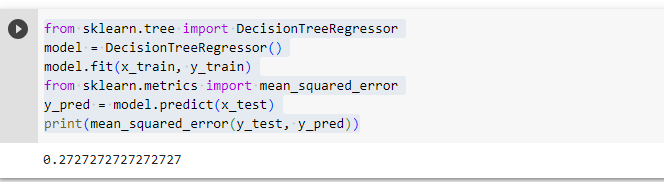 from sklearn.tree import DecisionTreeRegressor
model = DecisionTreeRegressor()
model.fit(x_train, y_train)
from sklearn.metrics import mean_squared_error
y_pred = model.predict(x_test)
print(mean_squared_error(y_test, y_pred))
0.2727272727272727